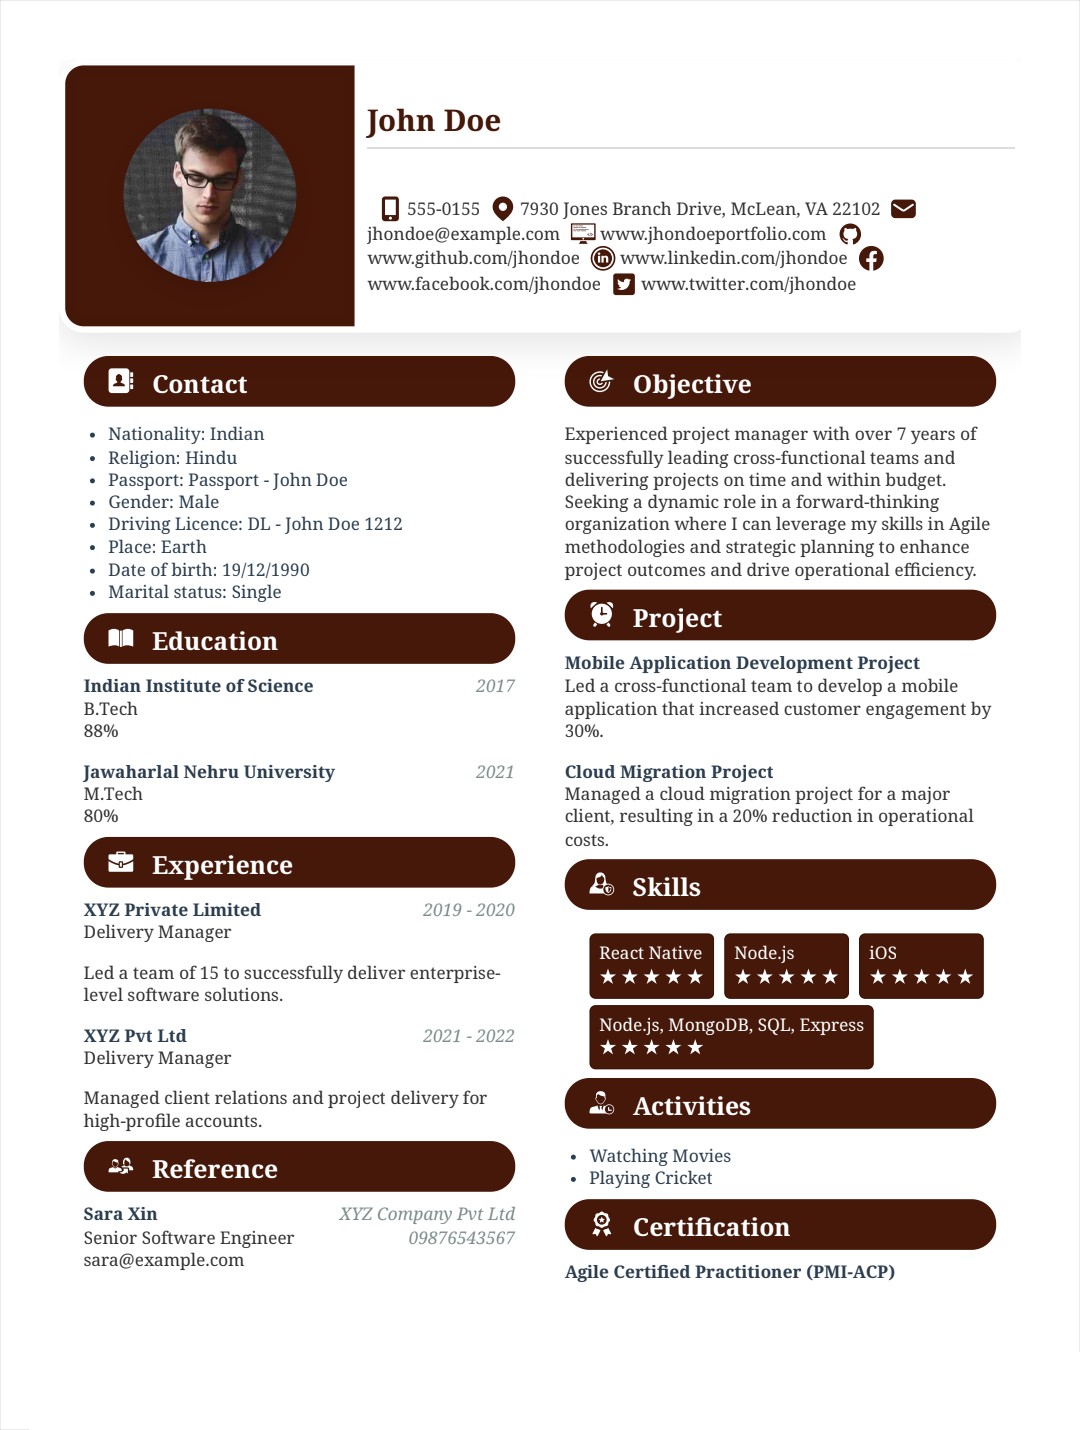 John Doe
555-0155 7930 Jones Branch Drive, McLean, VA 22102
jhondoe@example.com www.jhondoeportfolio.com
www.github.com/jhondoe www.linkedin.com/jhondoe
www.facebook.com/jhondoe www.twitter.com/jhondoe
Contact
• Nationality: Indian
• Religion: Hindu
• Passport: Passport - John Doe
• Gender: Male
• Driving Licence: DL - John Doe 1212
• Place: Earth
• Date of birth: 19/12/1990
• Marital status: Single
Education
Indian Institute of Science 2017
B.Tech
88%
Jawaharlal Nehru University 2021
M.Tech
80%
Experience
XYZ Private Limited 2019 - 2020
Delivery Manager
Led a team of 15 to successfully deliver enterprise-
level software solutions.
XYZ Pvt Ltd 2021 - 2022
Delivery Manager
Managed client relations and project delivery for
high-profile accounts.
Reference
Sara Xin XYZ Company Pvt Ltd
Senior Software Engineer 09876543567
sara@example.com
Objective
Experienced project manager with over 7 years of
successfully leading cross-functional teams and
delivering projects on time and within budget.
Seeking a dynamic role in a forward-thinking
organization where I can leverage my skills in Agile
methodologies and strategic planning to enhance
project outcomes and drive operational efficiency.
Project
Mobile Application Development Project
Led a cross-functional team to develop a mobile
application that increased customer engagement by
30%.
Cloud Migration Project
Managed a cloud migration project for a major
client, resulting in a 20% reduction in operational
costs.
Skills
React Native Node.js iOS
★★★★★ ★★★★★ ★★★★★
Node.js, MongoDB, SQL, Express
★★★★★
Activities
• Watching Movies
• Playing Cricket
Certification
Agile Certified Practitioner (PMI-ACP)